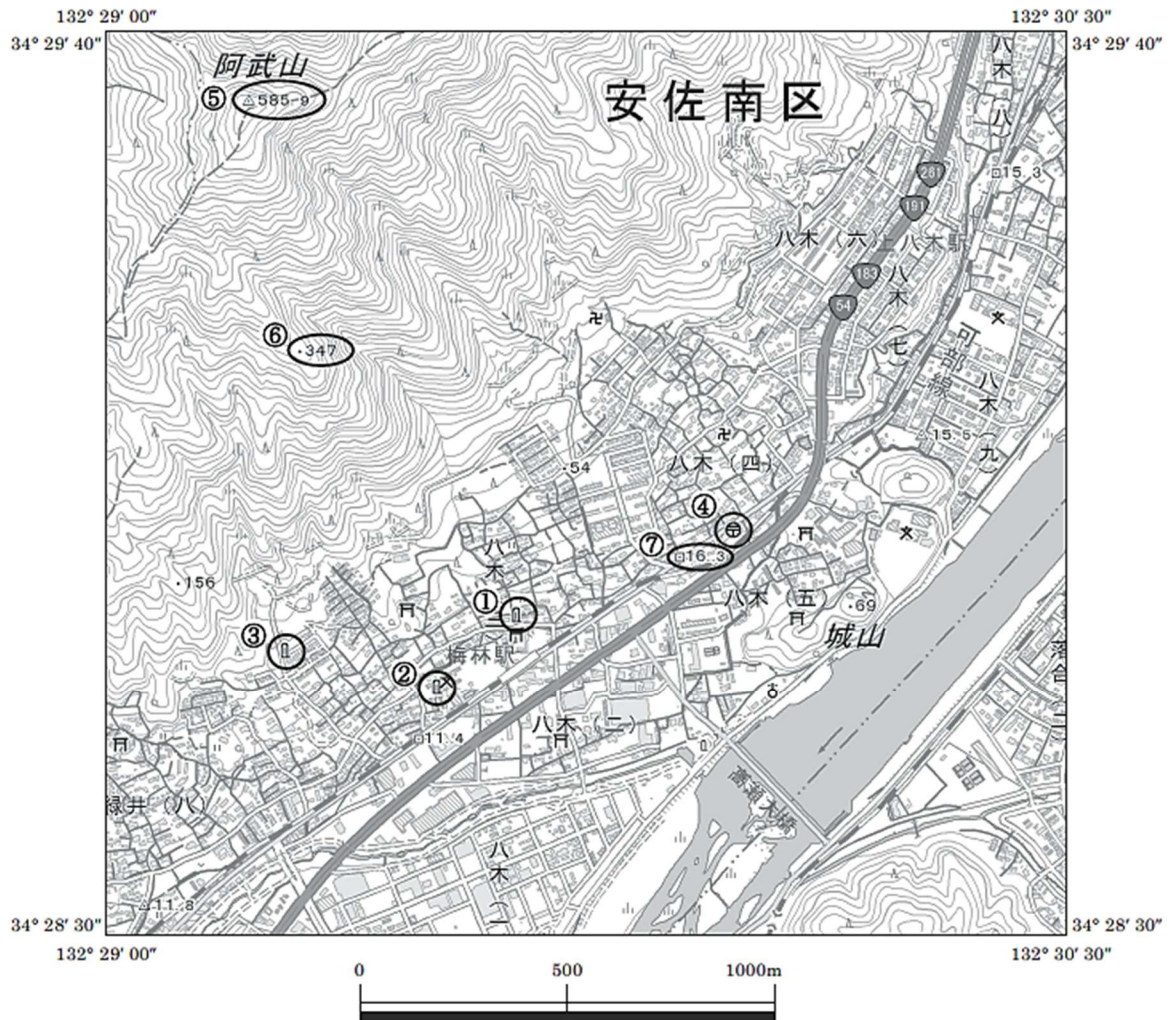 132° 29′ 00″
132° 30′ 30″
34° 29′ 40″
34° 29′ 40″
阿武山
⑤
585.9
安佐南区
八木(八)
15.3
281
191
八木(六)
上八木駅
183
八木(七)
54
⑥
347
可部線
八木(九)
15.5
八木(四)
54
④
⑦
16.3
156
①
八木(三)
八木(五)
69
城山
③
②
梅林駅
落合
11.4
八木(二)
高瀬大橋
緑井(八)
八木(一)
11.8
34° 28′ 30″
34° 28′ 30″
132° 29′ 00″
132° 30′ 30″
0
500
1000m